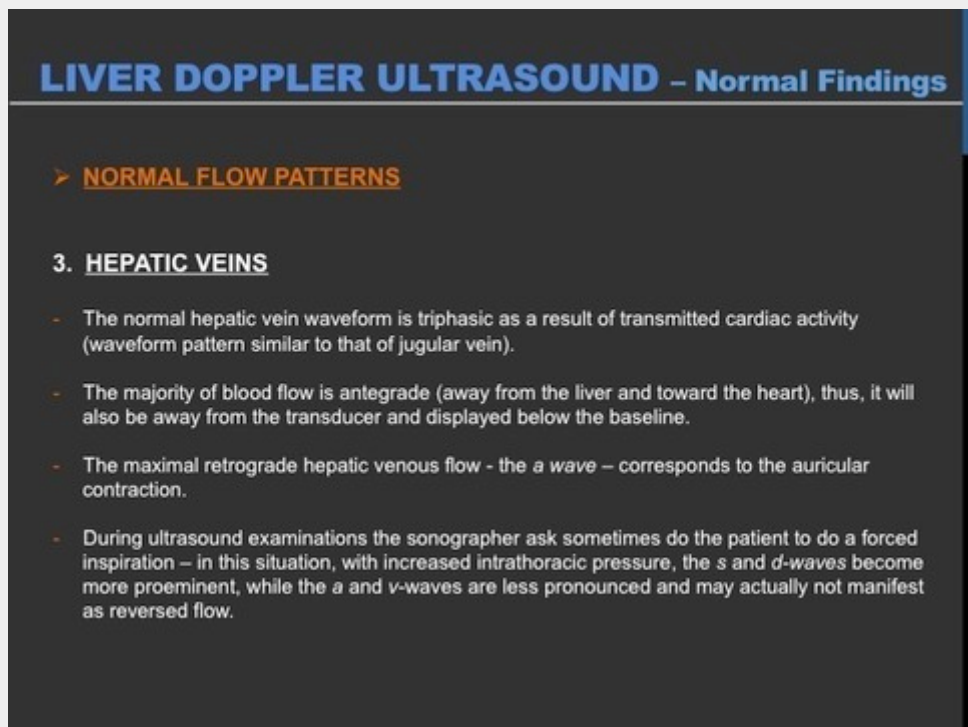 LIVER DOPPLER ULTRASOUND – Normal Findings
➢ NORMAL FLOW PATTERNS
3. HEPATIC VEINS
- The normal hepatic vein waveform is triphasic as a result of transmitted cardiac activity
(waveform pattern similar to that of jugular vein).
- The majority of blood flow is antegrade (away from the liver and toward the heart), thus, it will
also be away from the transducer and displayed below the baseline.
- The maximal retrograde hepatic venous flow - the a wave – corresponds to the auricular
contraction.
- During ultrasound examinations the sonographer ask sometimes do the patient to do a forced
inspiration – in this situation, with increased intrathoracic pressure, the s and d-waves become
more proeminent, while the a and v-waves are less pronounced and may actually not manifest
as reversed flow.